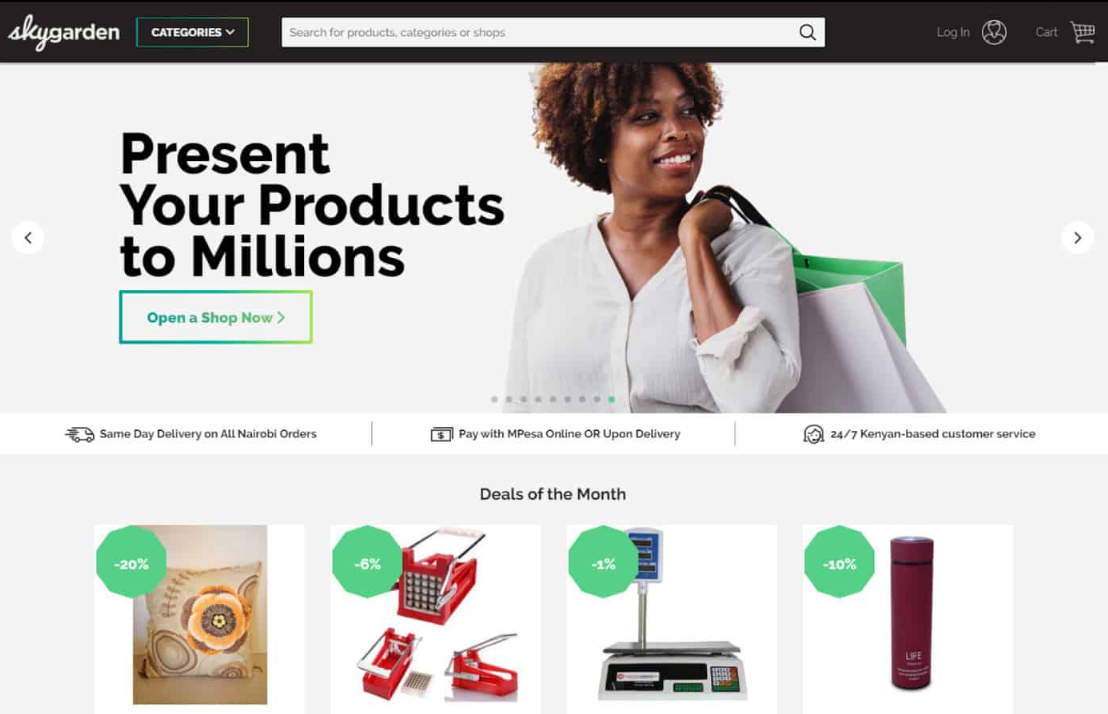 skygarden
CATEGORIES
Search for products, categories or shops
Log In
Cart
Present
Your Products
to Millions
Open a Shop Now
Same Day Delivery on All Nairobi Orders
Pay with MPesa Online OR Upon Delivery
24/7 Kenyan-based customer service
Deals of the Month
-20%
-6%
-1%
-10%
LIFE